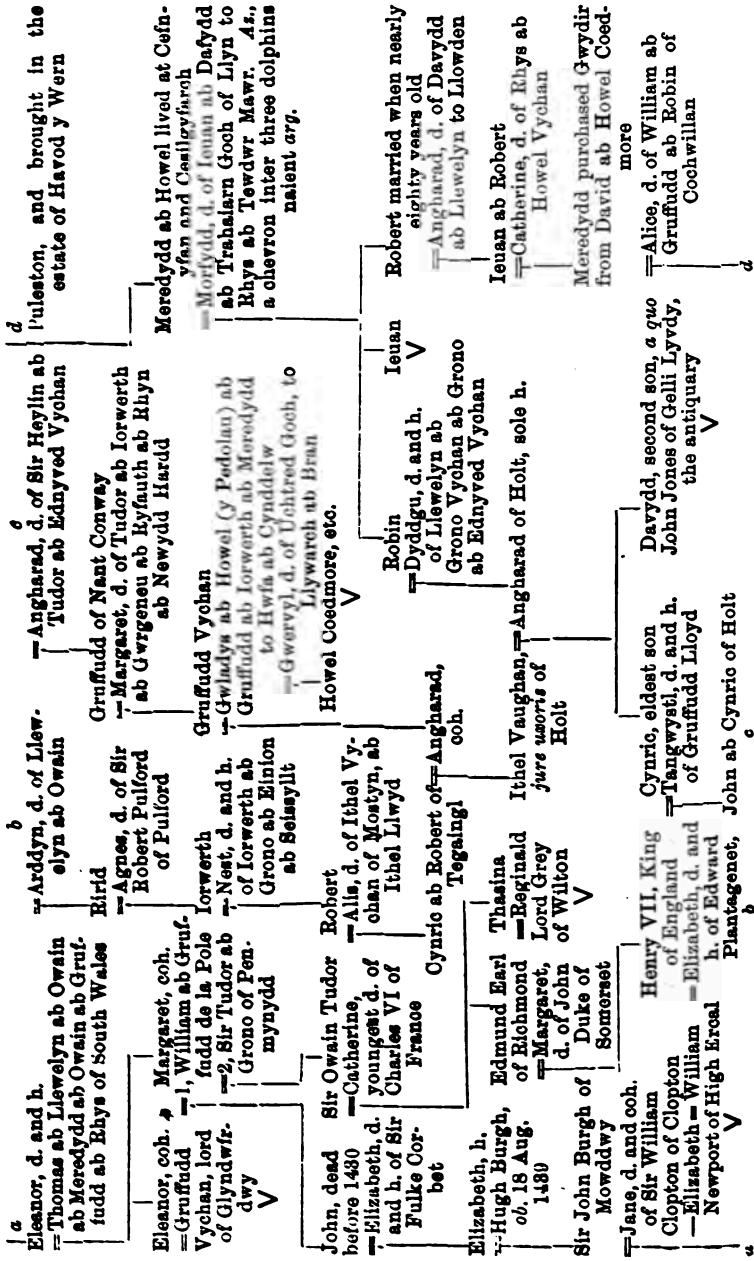 a
Eleanor, d. and h.
=Thomas ab Llewelyn ab Owain
ab Meredydd ab Owain ab Gruf-
fudd ab Rhys of South Wales
Eleanor, coh.
=Gruffudd
Vychan, lord
of Glyndwfr-
dwy
V
Margaret, coh.
=1, William ab Gruf-
fudd de la Pole
=2, Sir Tudor ab
Grono of Pen-
mynydd
John, dead
before 1430
=Elizabeth, d.
and h. of Sir
Fulke Cor-
bet
Sir Owain Tudor
=Catherine,
youngest d. of
Charles VI of
France
Elizabeth, h.
=Hugh Burgh,
ob. 18 Aug.
1430
Edmund Earl
of Richmond
=Margaret,
d. of John
Duke of
Somerset
Thasina
=Reginald
Lord Grey
of Wilton
V
Sir John Burgh of
Mowddwy
=Jane, d. and coh.
of Sir William
Clopton of Clopton
—Elizabeth=William
Newport of High Ercal
V
a
Henry VII, King
of England
=Elizabeth, d. and
h. of Edward
Plantagenet,
b
b
=Arddyn, d. of Llew-
elyn ab Owain
Ririd
=Agnes, d. of Sir
Robert Pulford
of Pulford
Iorwerth
=Nest, d. and h.
of Iorwerth ab
Grono ab Einion
ab Seissyllt
Robert
=Alis, d. of Ithel Vy-
chan of Mostyn, ab
Ithel Llwyd
Cynric ab Robert of=Angharad,
Tegaingl coh.
Ithel Vaughan,=Angharad of Holt, sole h.
jure uxoris of
Holt
Cynric, eldest son
=Tangwystl, d. and h.
of Gruffudd Lloyd
John ab Cynric of Holt
c
Davydd, second son, a quo
John Jones of Gelli Lyvdy,
the antiquary
V
c
=Angharad, d. of Sir Heylin ab
Tudor ab Ednyved Vychan
Gruffudd of Nant Conway
=Margaret, d. of Tudor ab Iorwerth
ab Gwrgeneu ab Kyfauth ab Rhyn
ab Newydd Hardd
Gruffudd Vychan
=Gwladys ab Howel (y Pedolau) ab
Gruffudd ab Iorwerth ab Meredydd
to Hwfa ab Cynddelw
=Gwervyl, d. of Uchtred Goch, to
Llywarch ab Bran
Howel Coedmore, etc.
V
d
Puleston, and brought in the
estate of Havod y Wern
Meredydd ab Howel lived at Cefn-
yfan and Cesilgyfarch
=Morfydd, d. of Ieuan ab Dafydd
ab Trahaiarn Goch of Llyn to
Rhys ab Tewdwr Mawr. Az.,
a chevron inter three dolphins
naient arg.
Robin
=Dyddgu, d. and h.
of Llewelyn ab
Grono Vychan ab Grono
ab Ednyved Vychan
Ieuan
V
Robert married when nearly
eighty years old
=Angharad, d. of Davydd
ab Llewelyn to Llowden
Ieuan ab Robert
=Catherine, d. of Rhys ab
Howel Vychan
Meredydd purchased Gwydir
from David ab Howel Coed-
more
=Alice, d. of William ab
Gruffudd ab Robin of
Cochwillan
d